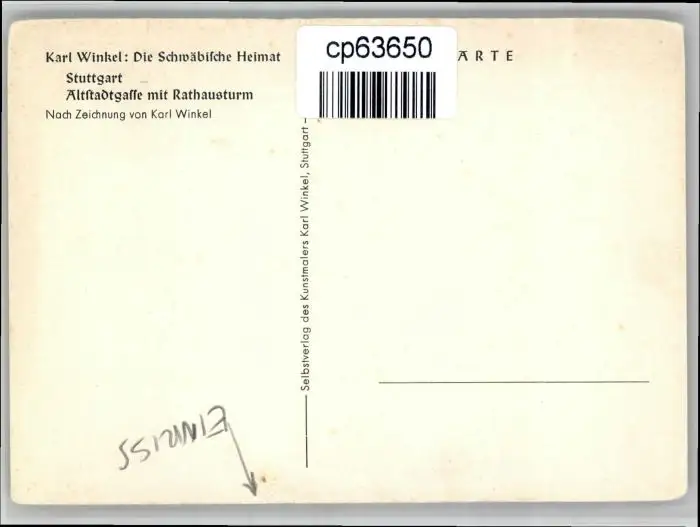 Karl Winkel: Die Schwäbische Heimat
Stuttgart
Altstadtgasse mit Rathausturm
Nach Zeichnung von Karl Winkel
cp63650
ARTE
Selbstverlag des Kunstmalers Karl Winkel, Stuttgart –
EINRISS